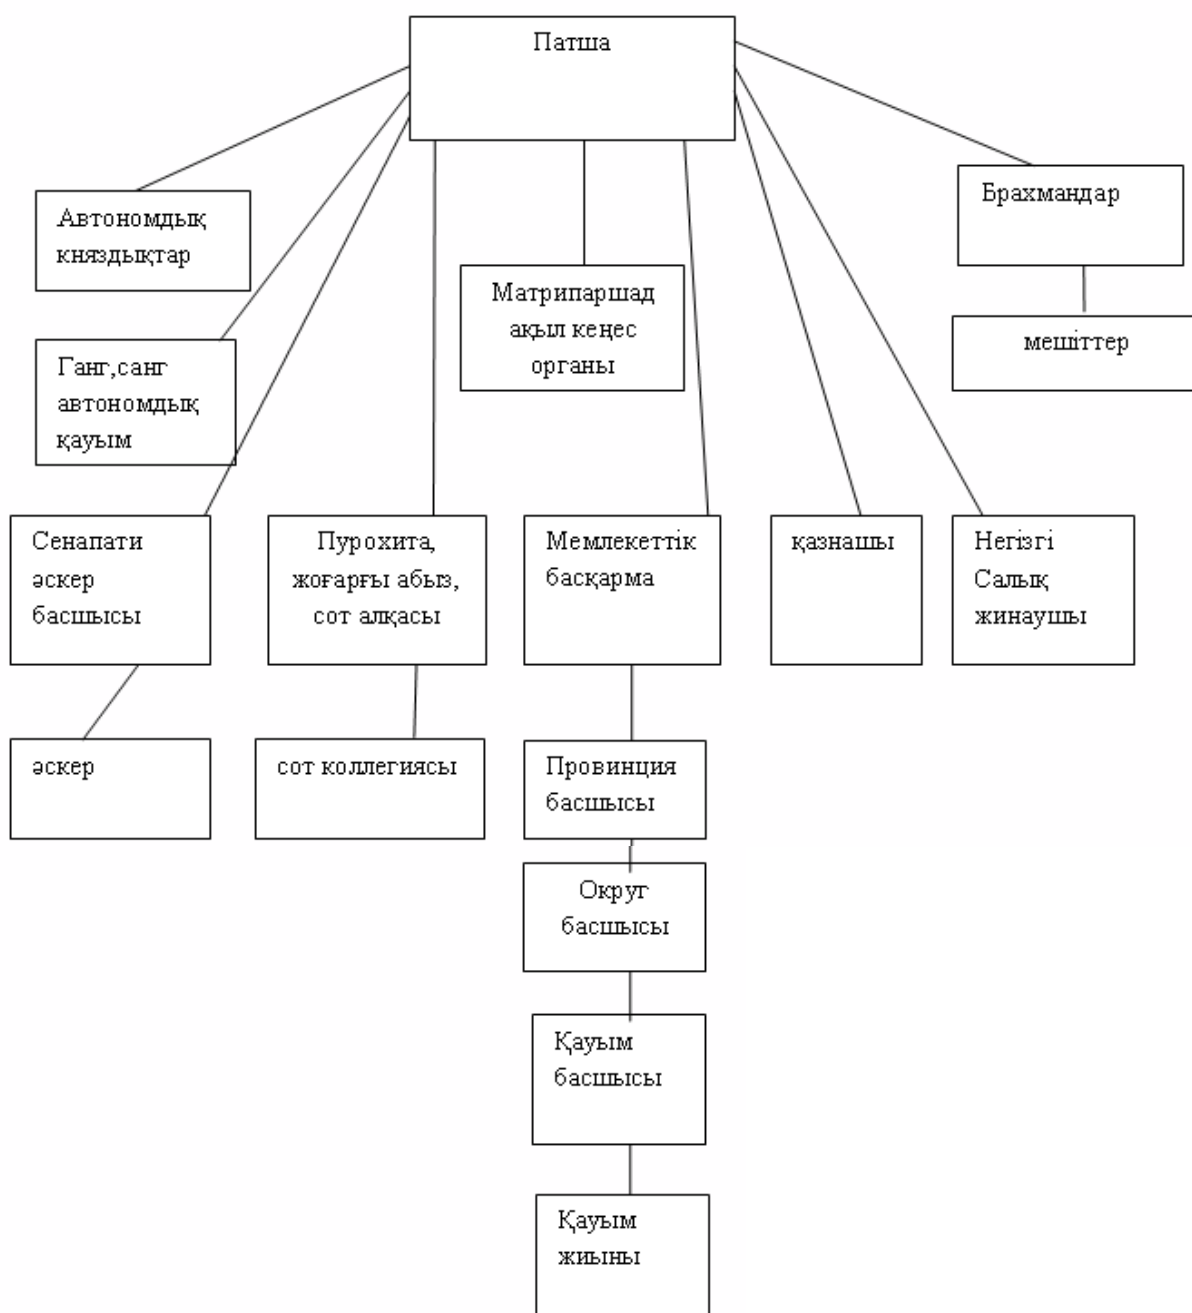 Патша
Автономдық
княздықтар
Брахмандар
Матрипаршад
ақыл кеңес
органы
мешіттер
Ганг,санг
автономдық
қауым
Сенапати
әскер
басшысы
Пурохита,
жоғарғы абыз,
сот алқасы
Мемлекеттік
басқарма
қазнашы
Негізгі
Салық
жинаушы
әскер
сот коллегиясы
Провинция
басшысы
Округ
басшысы
Қауым
басшысы
Қауым
жиыны